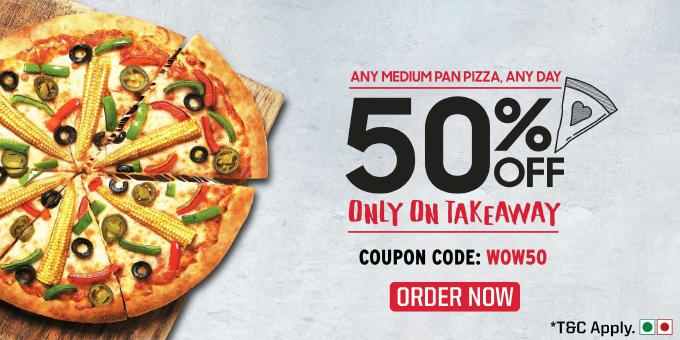 ANY MEDIUM PAN PIZZA, ANY DAY
50% OFF
ONLY ON TAKEAWAY
COUPON CODE: WOW50
ORDER NOW
*T&C Apply.